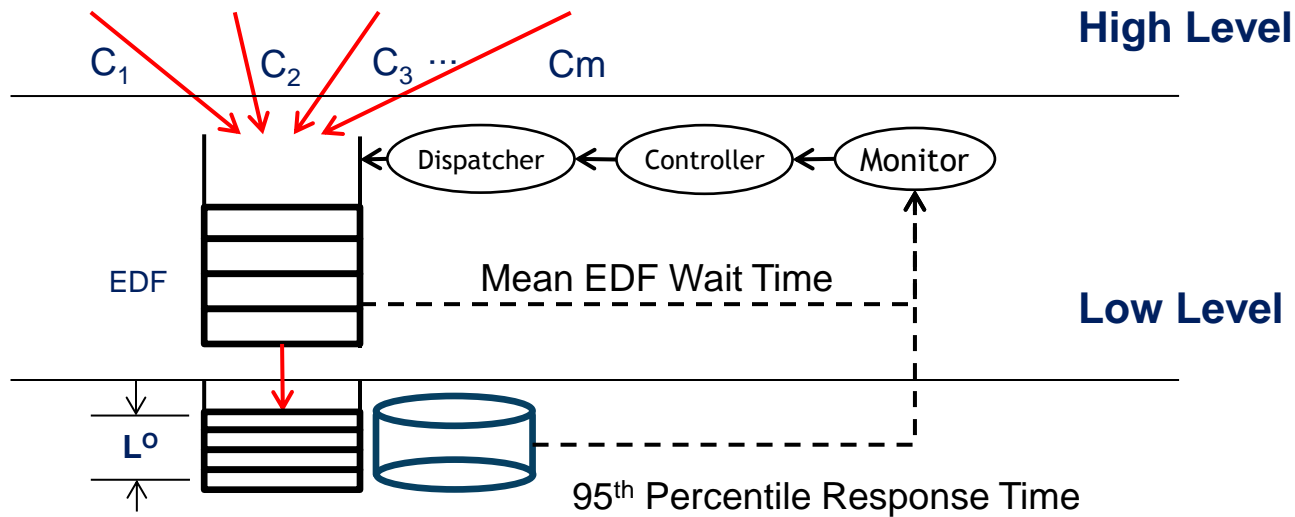 High Level
C₁ C₂ C₃ ... Cm
Dispatcher Controller Monitor
EDF
Mean EDF Wait Time
Low Level
Lᴼ
95ᵗʰ Percentile Response Time